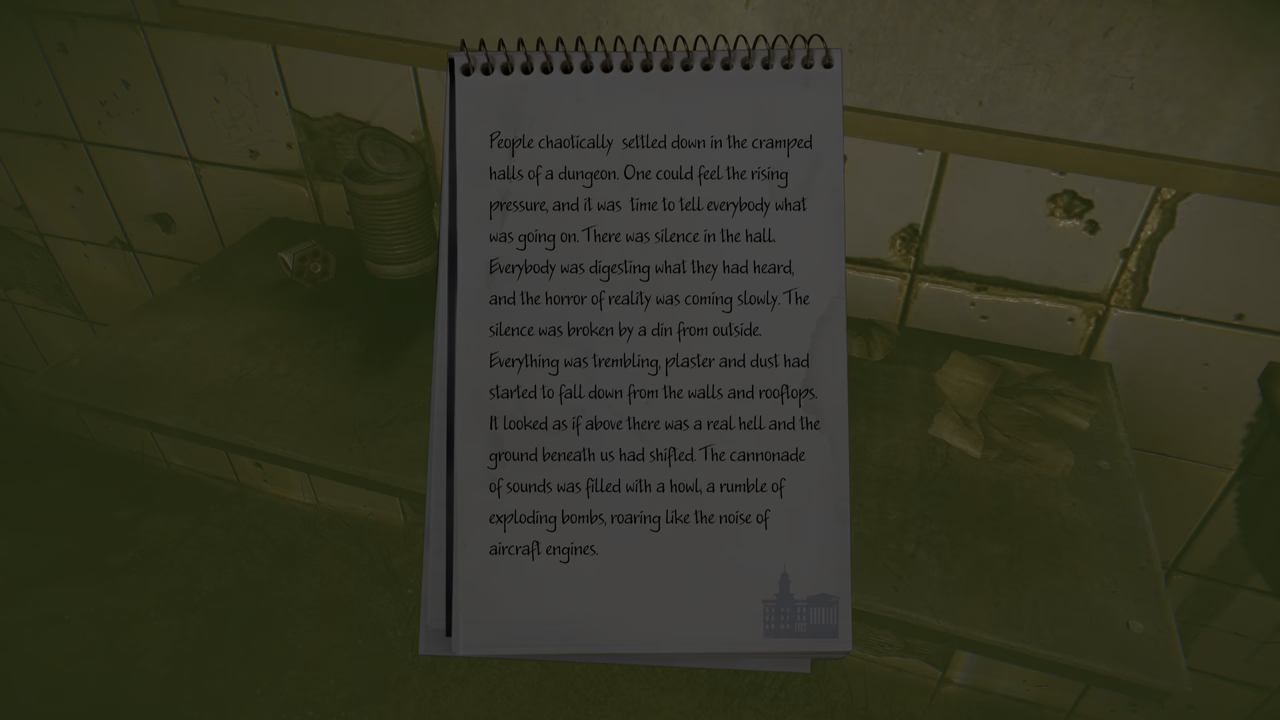 People chaotically settled down in the cramped
halls of a dungeon. One could feel the rising
pressure, and it was time to tell everybody what
was going on. There was silence in the hall.
Everybody was digesting what they had heard,
and the horror of reality was coming slowly. The
silence was broken by a din from outside.
Everything was trembling, plaster and dust had
started to fall down from the walls and rooftops.
It looked as if above there was a real hell and the
ground beneath us had shifted. The cannonade
of sounds was filled with a howl, a rumble of
exploding bombs, roaring like the noise of
aircraft engines.